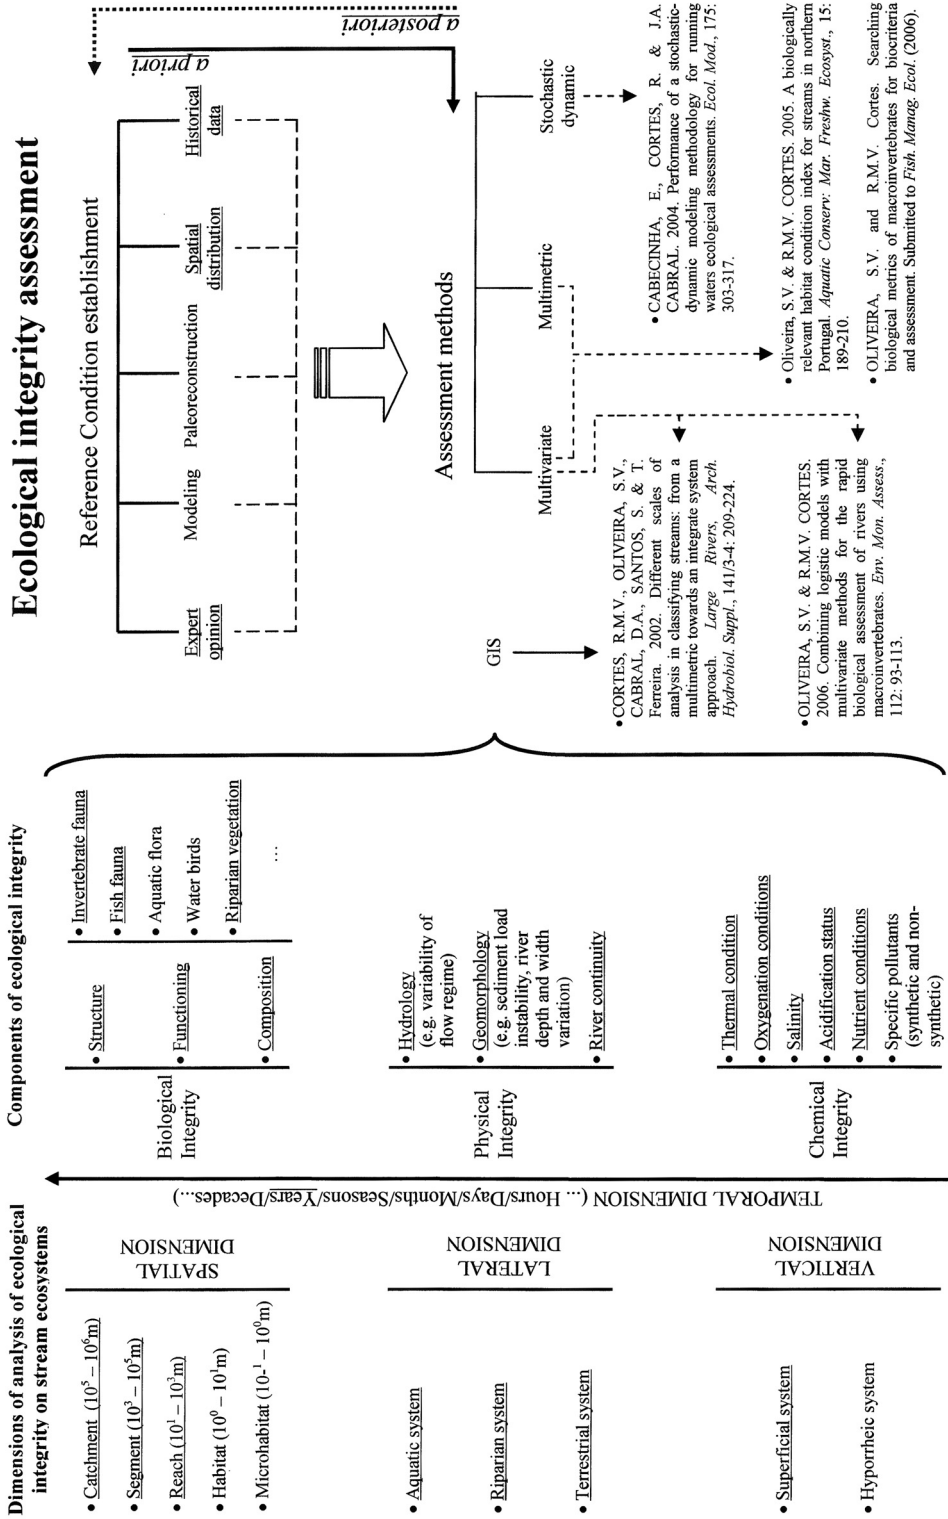 Dimensions of analysis of ecological
integrity on stream ecosystems
• Catchment (10⁵ – 10⁶m)
• Segment (10³ – 10⁵m)
• Reach (10¹ – 10³m)
• Habitat (10⁰ – 10¹m)
• Microhabitat (10-¹ – 10⁰m)
SPATIAL
DIMENSION
• Aquatic system
• Riparian system
• Terrestrial system
LATERAL
DIMENSION
• Superficial system
• Hyporrheic system
VERTICAL
DIMENSION
TEMPORAL DIMENSION (... Hours/Days/Months/Seasons/Years/Decades...)
Components of ecological integrity
Biological
Integrity
• Structure
• Functioning
• Composition
• Invertebrate fauna
• Fish fauna
• Aquatic flora
• Water birds
• Riparian vegetation
...
Physical
Integrity
• Hydrology
(e.g. variability of
flow regime)
• Geomorphology
(e.g. sediment load
instability, river
depth and width
variation)
• River continuity
Chemical
Integrity
• Thermal condition
• Oxygenation conditions
• Salinity
• Acidification status
• Nutrient conditions
• Specific pollutants
(synthetic and non-
synthetic)
Ecological integrity assessment
Reference Condition establishment
Expert
opinion
Modeling
Paleoreconstruction
Spatial
distribution
Historical
data
a priori
a posteriori
Assessment methods
GIS
Multivariate
Multimetric
Stochastic
dynamic
• CORTES, R.M.V., OLIVEIRA, S.V.,
CABRAL, D.A., SANTOS, S. & T.
Ferreira. 2002. Different scales of
analysis in classifying streams: from a
multimetric towards an integrate system
approach. Large Rivers, Arch.
Hydrobiol. Suppl., 141/3-4: 209-224.
• OLIVEIRA, S.V. & R.M.V. CORTES.
2006. Combining logistic models with
multivariate methods for the rapid
biological assessment of rivers using
macroinvertebrates. Env. Mon. Assess.,
112: 93-113.
• CABECINHA, E., CORTES, R. & J.A.
CABRAL. 2004. Performance of a stochastic-
dynamic modeling methodology for running
waters ecological assessments. Ecol. Mod., 175:
303-317.
• Oliveira, S.V. & R.M.V. CORTES. 2005. A biologically
relevant habitat condition index for streams in northern
Portugal. Aquatic Conserv: Mar. Freshw. Ecosyst., 15:
189-210.
• OLIVEIRA, S.V. and R.M.V. Cortes. Searching
biological metrics of macroinvertebrates for biocriteria
and assessment. Submitted to Fish. Manag. Ecol. (2006).